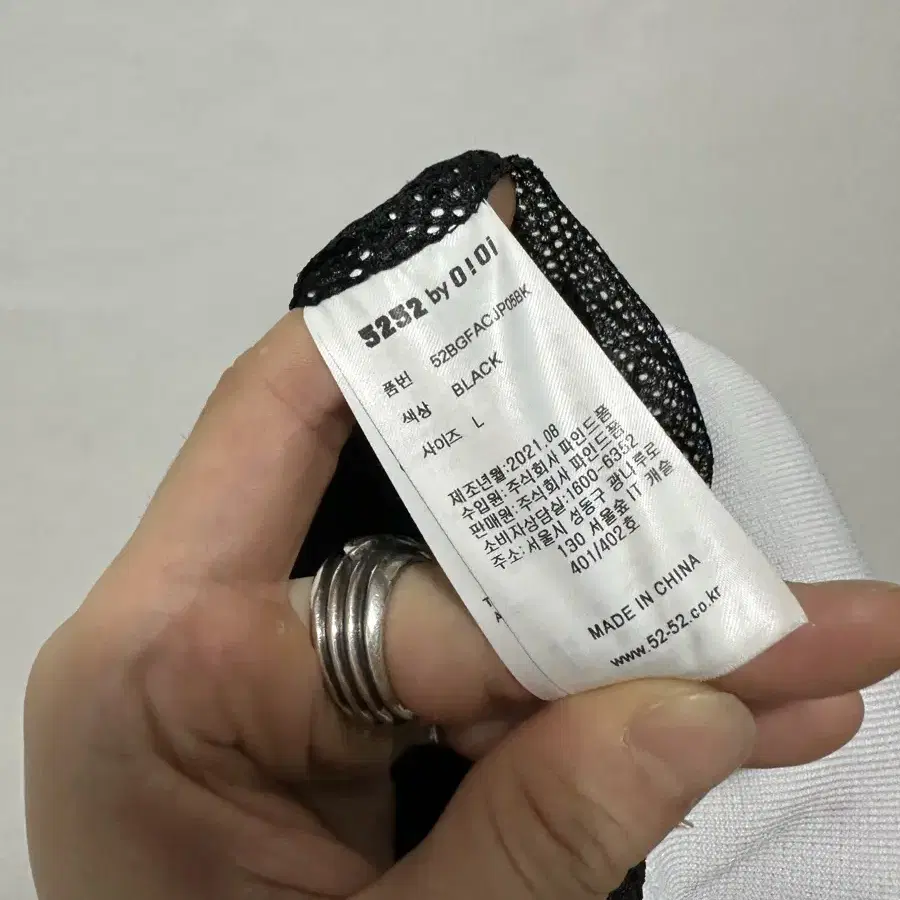 5252 by O!Oi
품번 52BGFACJP05BK
색상 BLACK
사이즈 L
제조년월:2021.08
수입원:주식회사 파인드폼
판매원:주식회사 파인드폼
소비자상담실:1600-6352
주소:서울시 성동구 광나루로
130 서울숲 IT 캐슬
401/402호
MADE IN CHINA
www.52-52.co.kr